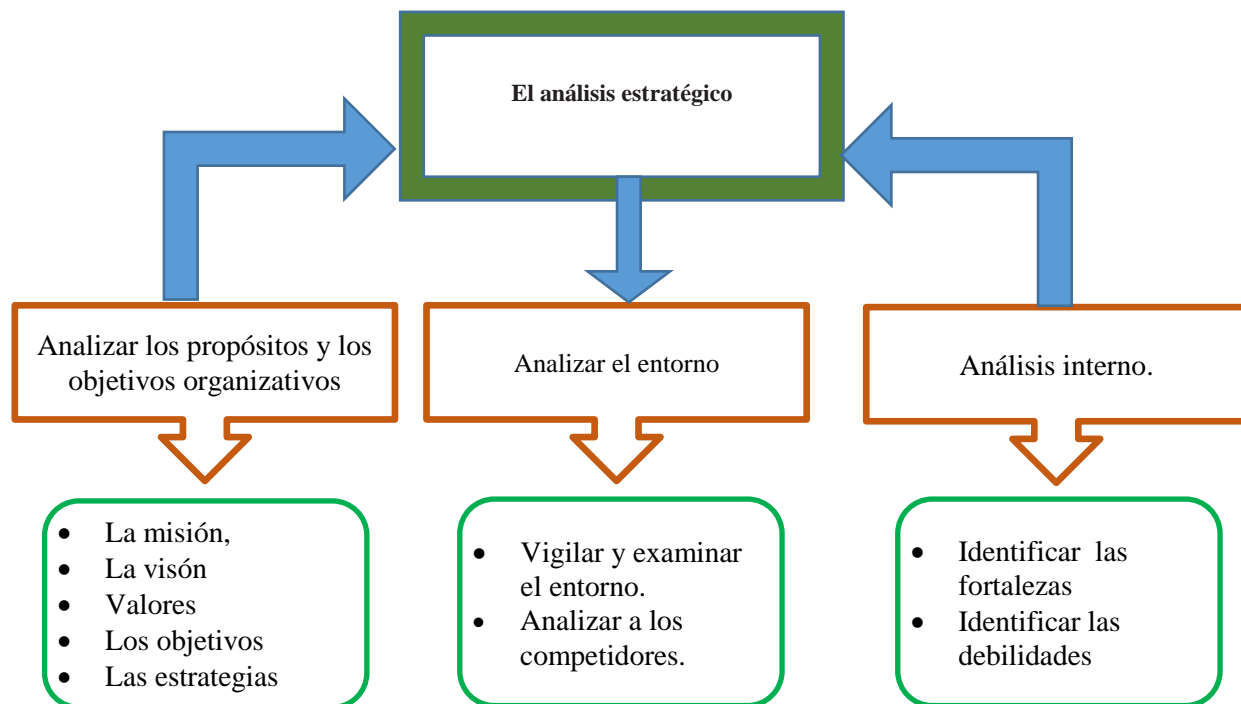 El análisis estratégico
Analizar los propósitos y los
objetivos organizativos
Analizar el entorno
Análisis interno.
• La misión,
• La visón
• Valores
• Los objetivos
• Las estrategias
• Vigilar y examinar
el entorno.
• Analizar a los
competidores.
• Identificar las
fortalezas
• Identificar las
debilidades